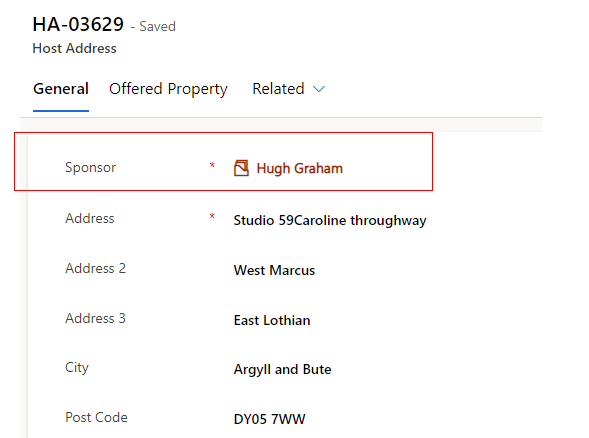 HA-03629 - Saved
Host Address
General Offered Property Related
Sponsor * Hugh Graham
Address * Studio 59Caroline throughway
Address 2 West Marcus
Address 3 East Lothian
City Argyll and Bute
Post Code DY05 7WW